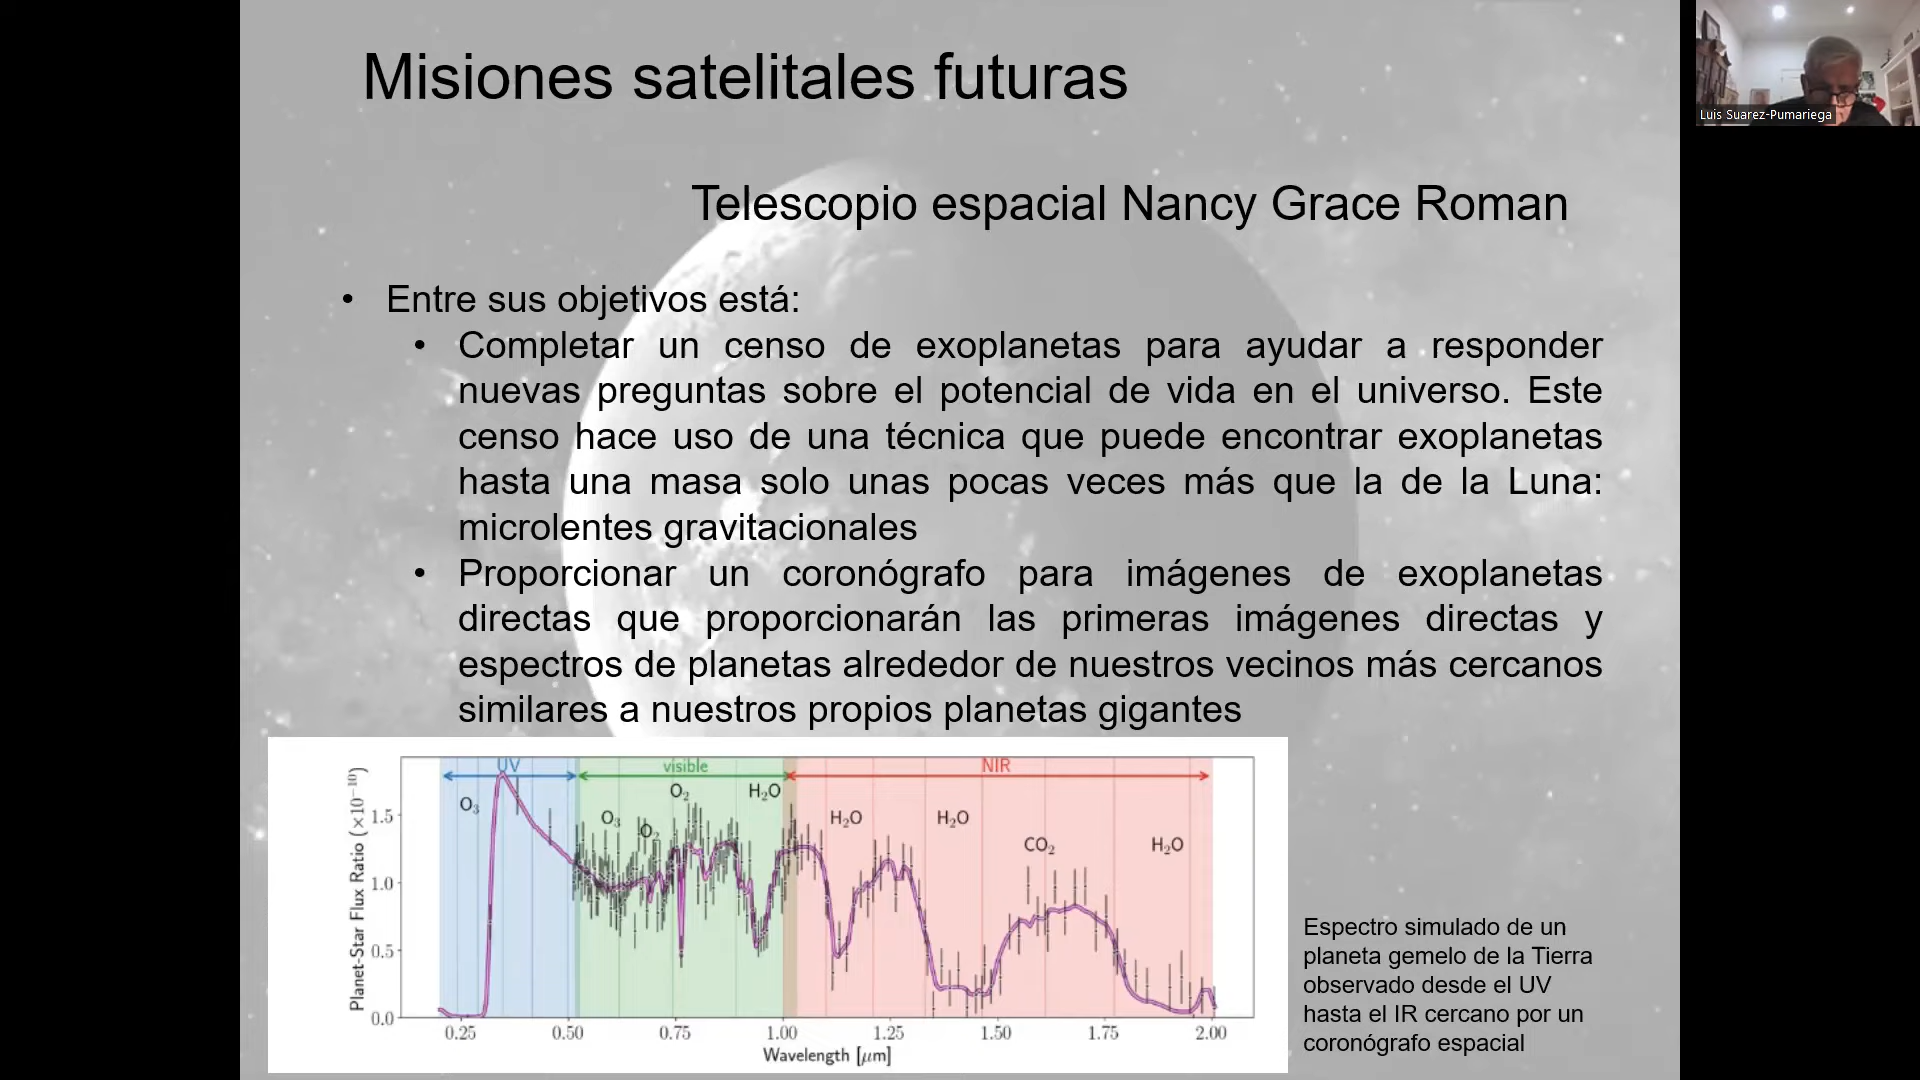 Misiones satelitales futuras
Luis Suarez-Pumariega
Telescopio espacial Nancy Grace Roman
• Entre sus objetivos está:
• Completar un censo de exoplanetas para ayudar a responder
nuevas preguntas sobre el potencial de vida en el universo. Este
censo hace uso de una técnica que puede encontrar exoplanetas
hasta una masa solo unas pocas veces más que la de la Luna:
microlentes gravitacionales
• Proporcionar un coronógrafo para imágenes de exoplanetas
directas que proporcionarán las primeras imágenes directas y
espectros de planetas alrededor de nuestros vecinos más cercanos
similares a nuestros propios planetas gigantes
UV
visible
NIR
O₃
O₃
O₂
O₂
H₂O
H₂O
H₂O
CO₂
H₂O
Planet-Star Flux Ratio (×10⁻¹⁰)
1.5
1.0
0.5
0.0
0.25 0.50 0.75 1.00 1.25 1.50 1.75 2.00
Wavelength [μm]
Espectro simulado de un
planeta gemelo de la Tierra
observado desde el UV
hasta el IR cercano por un
coronógrafo espacial